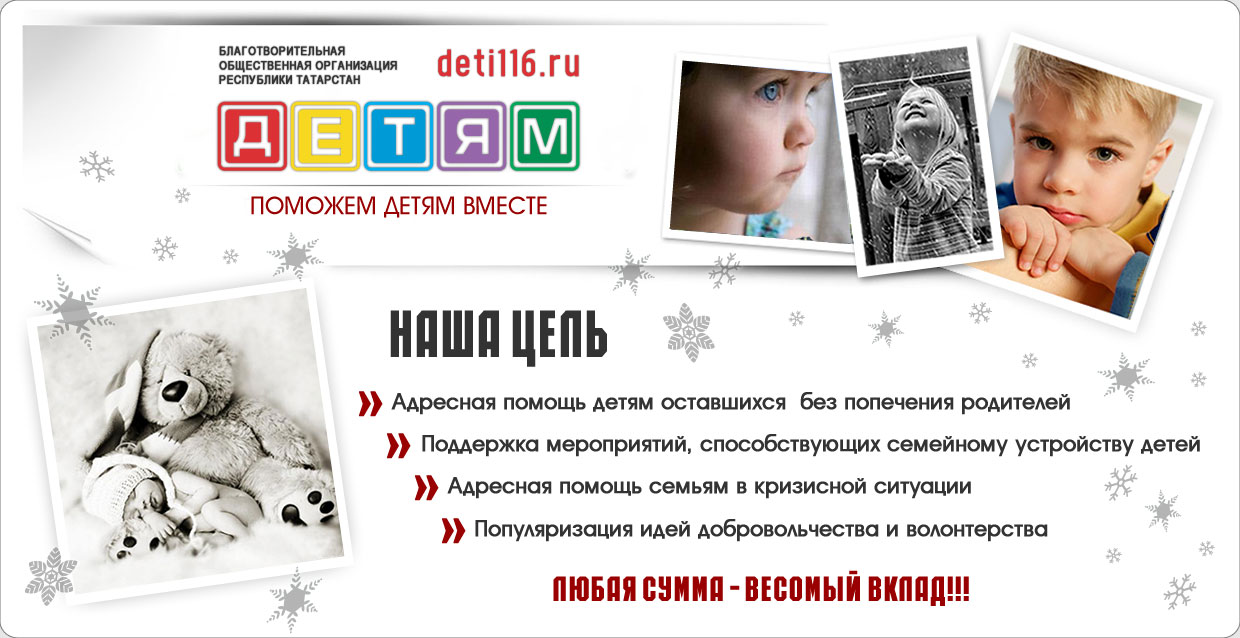 БЛАГОТВОРИТЕЛЬНАЯ
ОБЩЕСТВЕННАЯ ОРГАНИЗАЦИЯ
РЕСПУБЛИКИ ТАТАРСТАН
deti116.ru
ДЕТЯМ
ПОМОЖЕМ ДЕТЯМ ВМЕСТЕ
НАША ЦЕЛЬ
Адресная помощь детям оставшихся без попечения родителей
Поддержка мероприятий, способствующих семейному устройству детей
Адресная помощь семьям в кризисной ситуации
Популяризация идей добровольчества и волонтерства
ЛЮБАЯ СУММА - ВЕСОМЫЙ ВКЛАД!!!